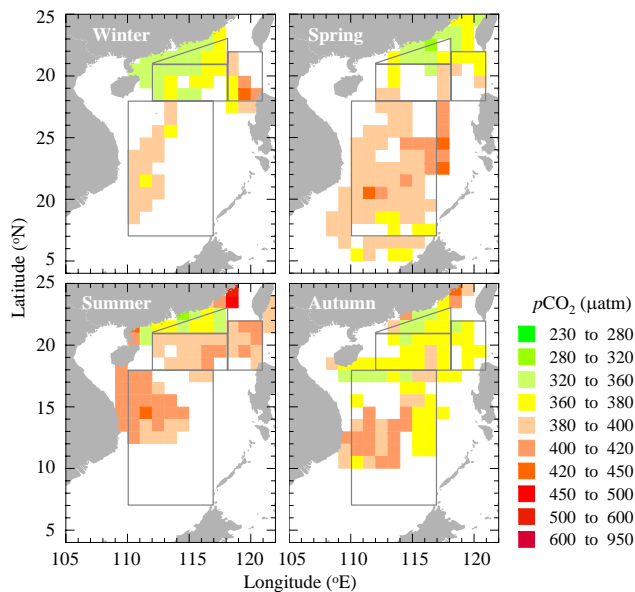 25
Winter
Spring
20
25
20
5
Latitude (°N)
25
Summer
Autumn
20
15
10
5
105 110 115 120 105 110 115 120
Longitude (°E)
pCO₂ (µatm)
230 to 280
280 to 320
320 to 360
360 to 380
380 to 400
400 to 420
420 to 450
450 to 500
500 to 600
600 to 950